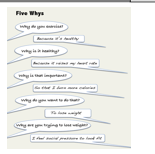 Five Whys
Why do you exercise?
Because it's healthy
Why is it healthy?
Because it raises my heart rate
Why is that important?
So that I burn more calories
Why do you want to do that?
To lose weight
Why are you trying to lose weight?
I feel social pressure to look fit